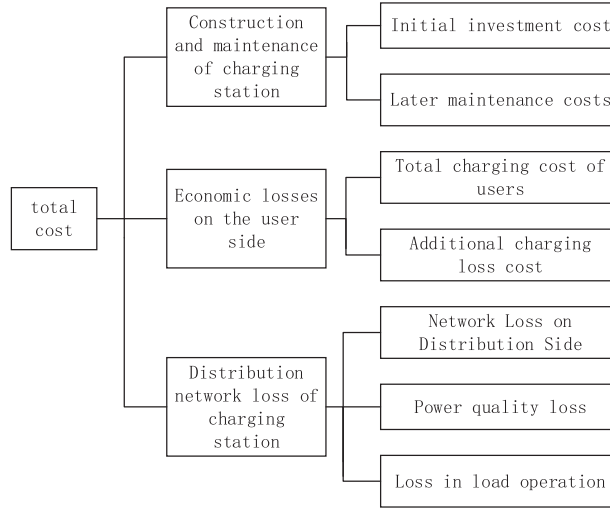 total
cost
Construction
and maintenance
of charging
station
Initial investment cost
Later maintenance costs
Economic losses
on the user
side
Total charging cost of
users
Additional charging
loss cost
Distribution
network loss of
charging
station
Network Loss on
Distribution Side
Power quality loss
Loss in load operation